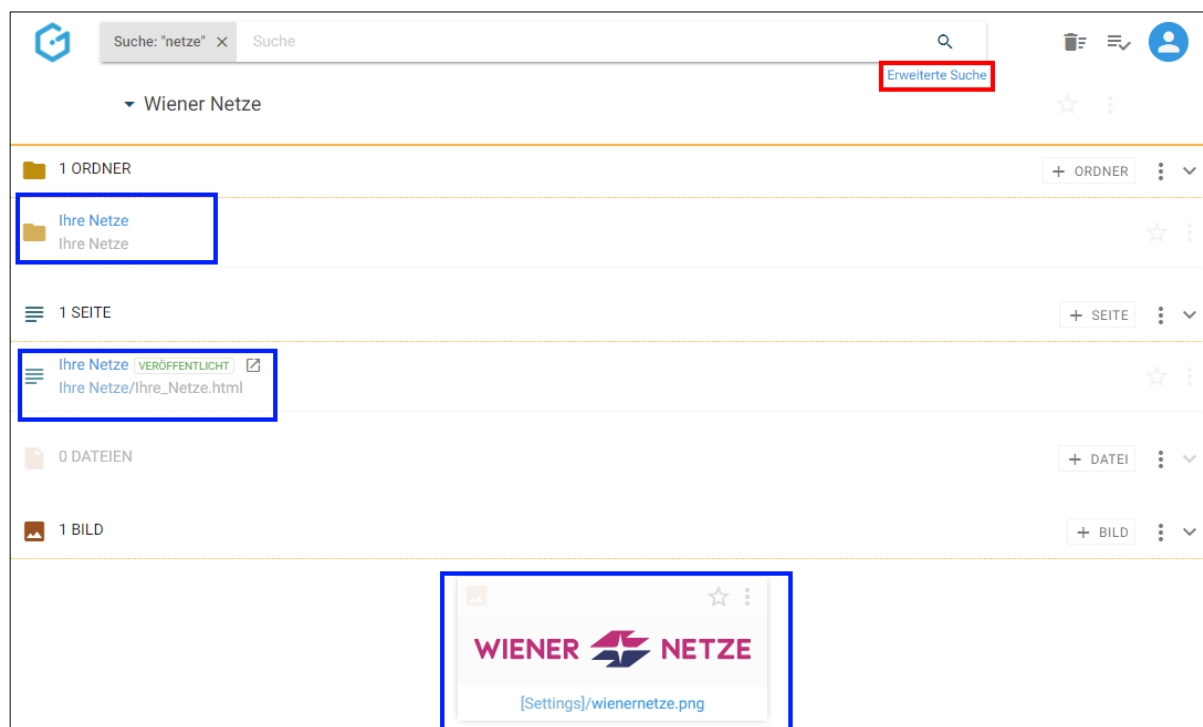 Suche: "netze" × Suche
Erweiterte Suche
Wiener Netze
1 ORDNER + ORDNER
Ihre Netze
Ihre Netze
1 SEITE + SEITE
Ihre Netze VERÖFFENTLICHT
Ihre Netze/Ihre_Netze.html
0 DATEIEN + DATEI
1 BILD + BILD
WIENER NETZE
[Settings]/wienernetze.png